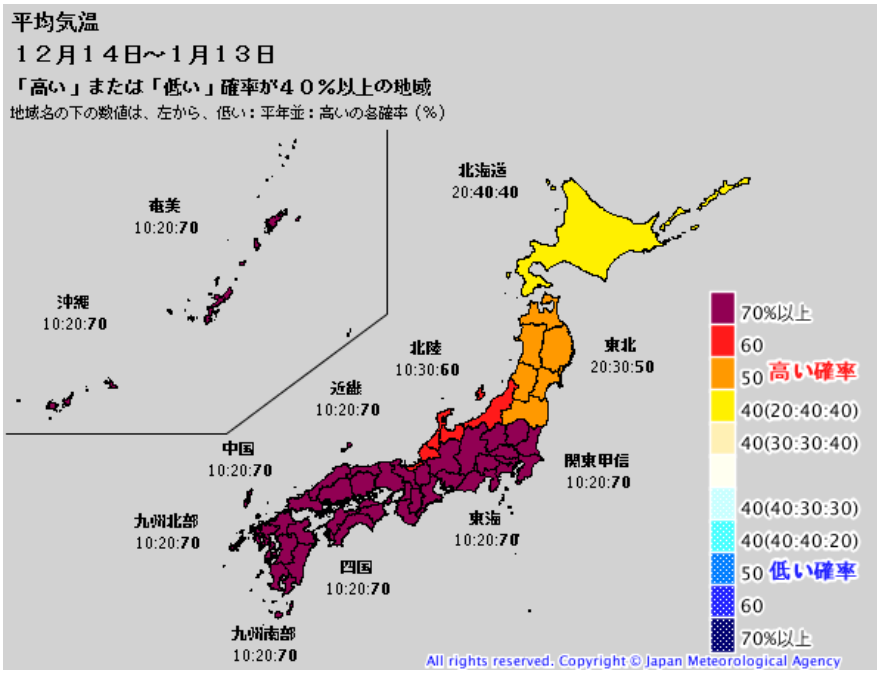 平均気温
12月14日～1月13日
「高い」または「低い」確率が40％以上の地域
地域名の下の数値は、左から、低い：平年並：高いの各確率（％）
北海道
20:40:40
奄美
10:20:70
沖縄
10:20:70
北陸
10:30:60
東北
20:30:50
近畿
10:20:70
中国
10:20:70
関東甲信
10:20:70
九州北部
10:20:70
東海
10:20:70
四国
10:20:70
九州南部
10:20:70
70%以上
60
50 高い確率
40(20:40:40)
40(30:30:40)
40(40:30:30)
40(40:40:20)
50 低い確率
60
70%以上
All rights reserved. Copyright © Japan Meteorological Agency